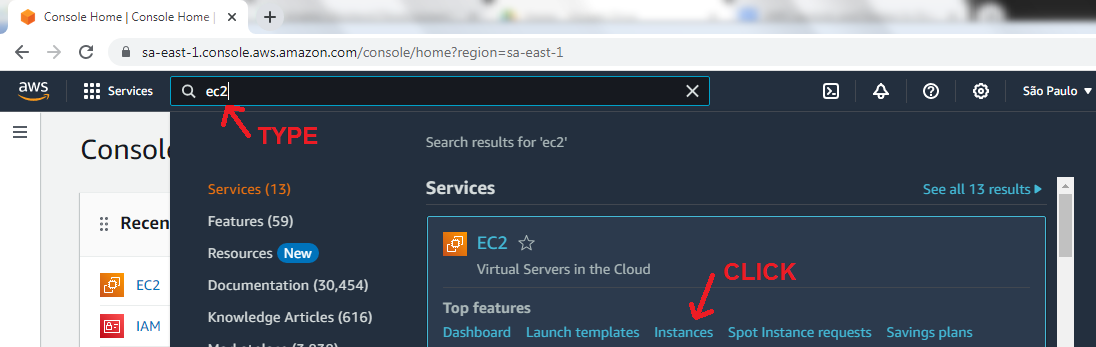 Console Home | Console Home |
sa-east-1.console.aws.amazon.com/console/home?region=sa-east-1
aws
Services
ec2
São Paulo
TYPE
Console
Search results for 'ec2'
Services (13)
Services
See all 13 results
Features (59)
Recen
EC2
Resources New
Virtual Servers in the Cloud
CLICK
EC2
Documentation (30,454)
Top features
IAM
Knowledge Articles (616)
Dashboard Launch templates Instances Spot Instance requests Savings plans